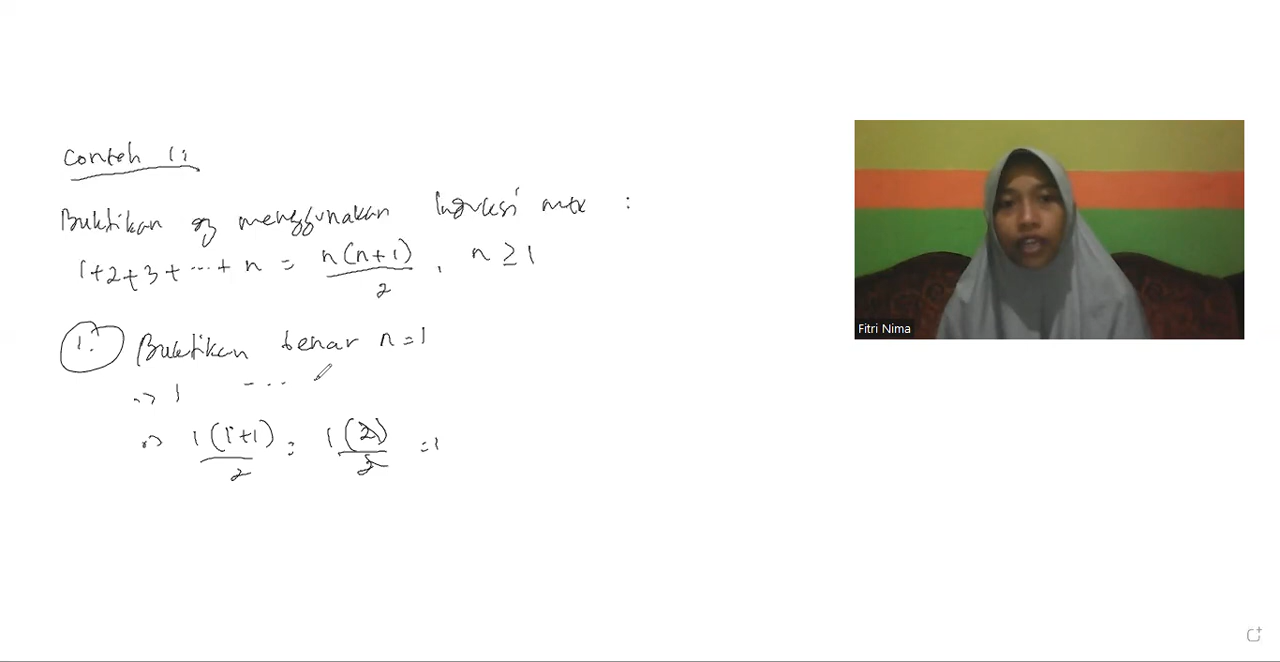 Contoh 1:
Buktikan dg menggunakan Induksi mtk :
1+2+3+...+n = n(n+1)/2 , n ≥ 1
1. Buktikan benar n=1
=> 1 ...
=> 1(1+1)/2 = 1(2)/2 = 1
Fitri Nima